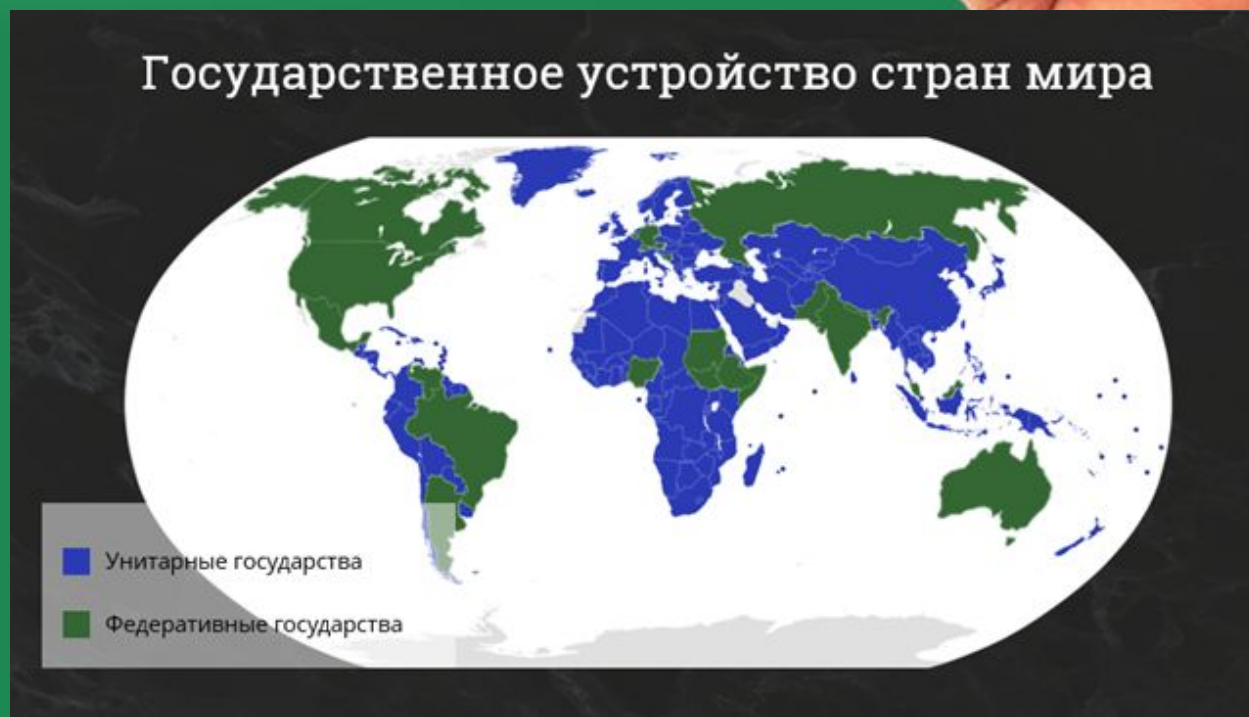 Государственное устройство стран мира
Унитарные государства
Федеративные государства